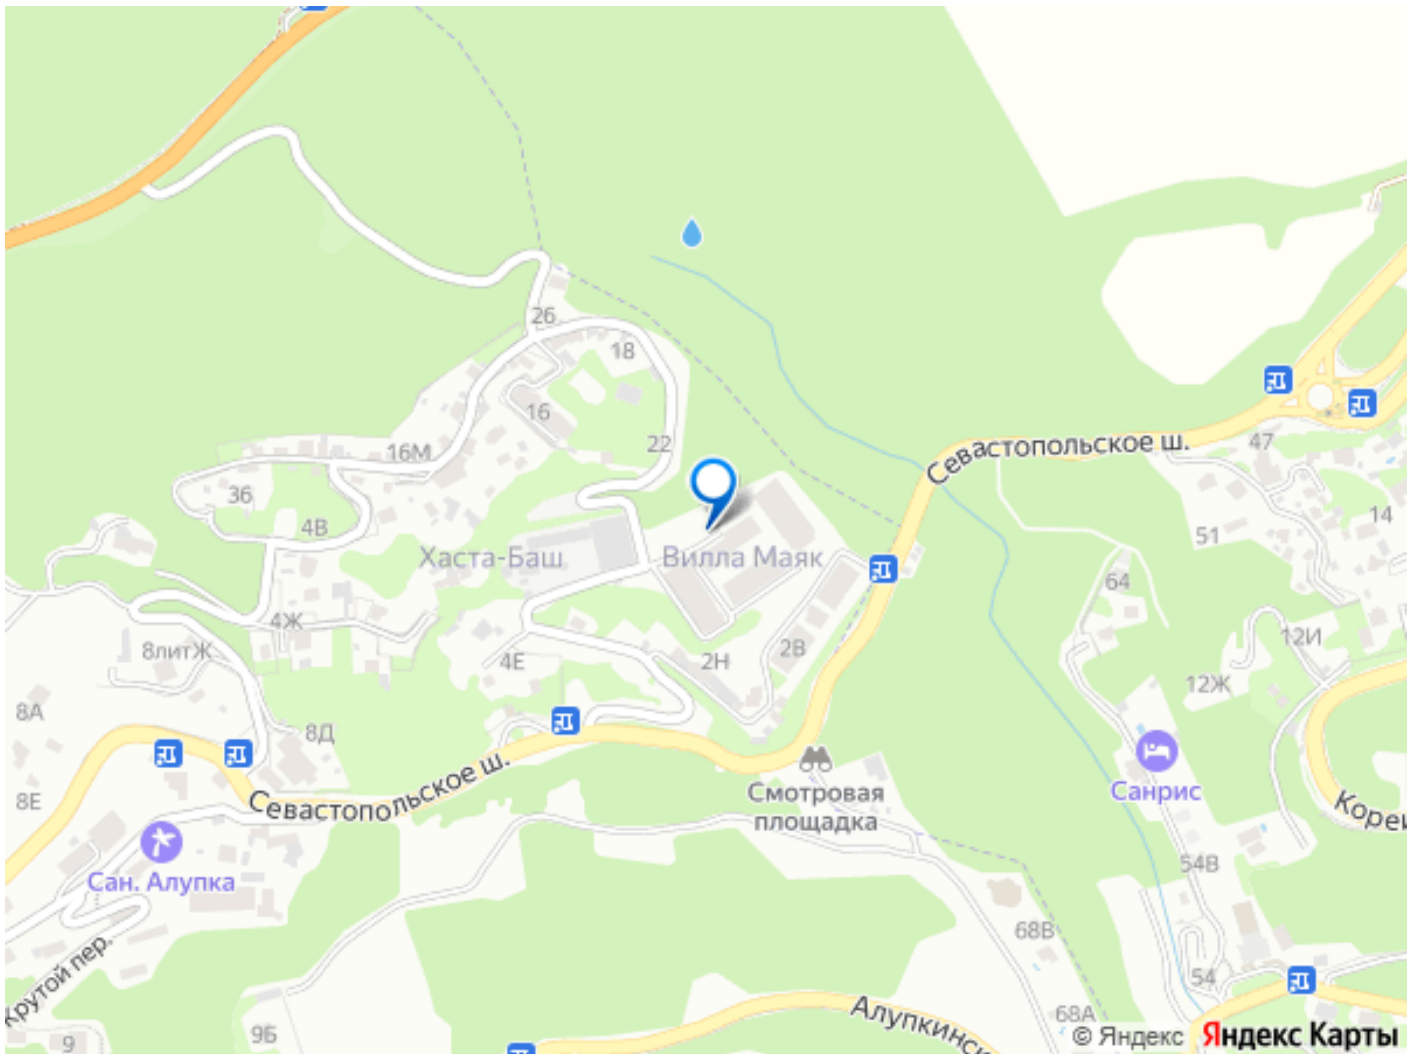 26
18
16
22
16М
36
4В
Хаста-Баш
Вилла Маяк
Севастопольское ш.
47
51
14
64
12И
12Ж
4Ж
8литЖ
4Е
2Н
2В
8А
8Д
8Е
Севастопольское ш.
Смотровая
площадка
Санрис
Сан. Алупка
54В
68В
54
Крутой пер.
9
9Б
68А
© Яндекс
Яндекс Карты